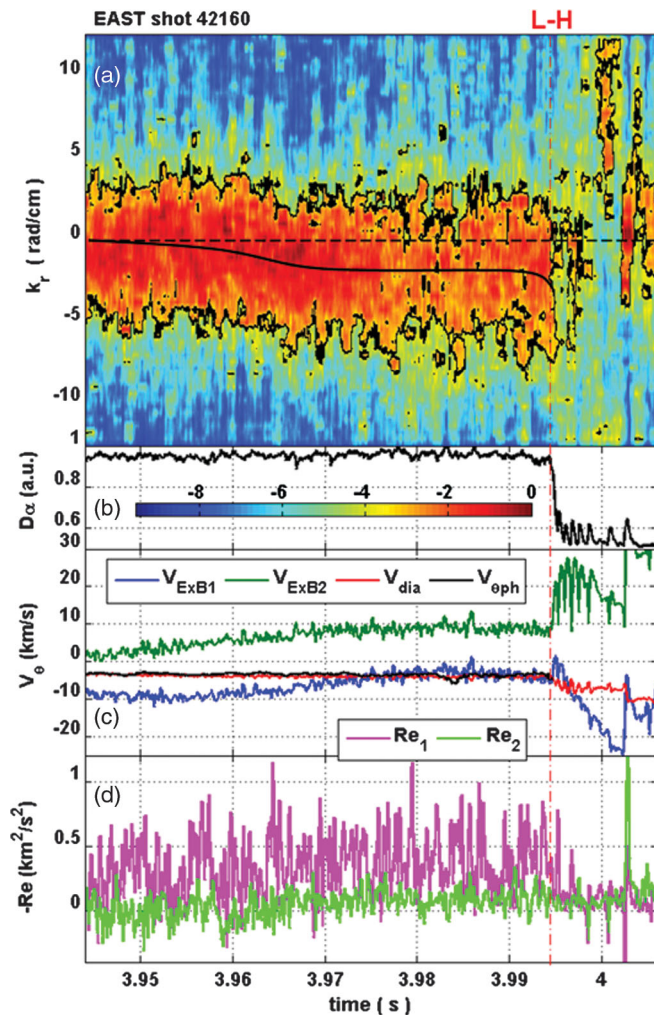 EAST shot 42160
L-H
(a)
10
5
0
-5
-10
1
k_r ( rad/cm )
(b)
0.8
0.6
Dα (a.u.)
-8 -6 -4 -2 0
30
20
10
0
-10
-20
V_θ (km/s)
V_ExB1 V_ExB2 V_dia V_θph
(c)
Re_1 Re_2
(d)
1
0.5
0
-Re (km²/s²)
3.95 3.96 3.97 3.98 3.99 4
time ( s )